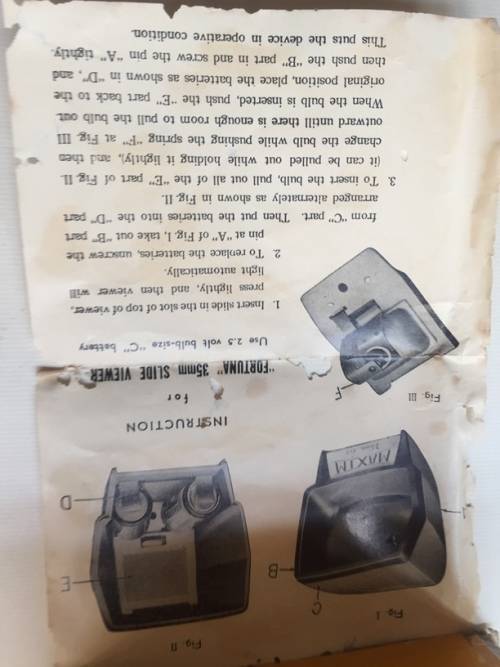 Fig. I
Fig. II
C
B
A
E
D
MAXIM
INSTRUCTION
for
"FORTUNA" 35mm SLIDE VIEWER
Fig. III
F
Use 2.5 volt bulb-size "C" battery
1. Insert slide in the slot of top of viewer,
press lightly, and then viewer will
light automatically.
2. To replace the batteries, unscrew the
pin at "A" of Fig. I, take out "B" part
from "C" part. Then put the batteries into the "D" part
arranged alternately as shown in Fig. II.
3. To insert the bulb, pull out all of the "E" part of Fig. II.
(it can be pulled out while holding it lightly), and then
change the bulb while pushing the spring "F" at Fig. III
outward untill there is enough room to pull the bulb out.
When the bulb is inserted, push the "E" part back to the
original position, place the batteries as shown in "D", and
then push the "B" part in and screw the pin "A" tightly.
This puts the device in operative condition.